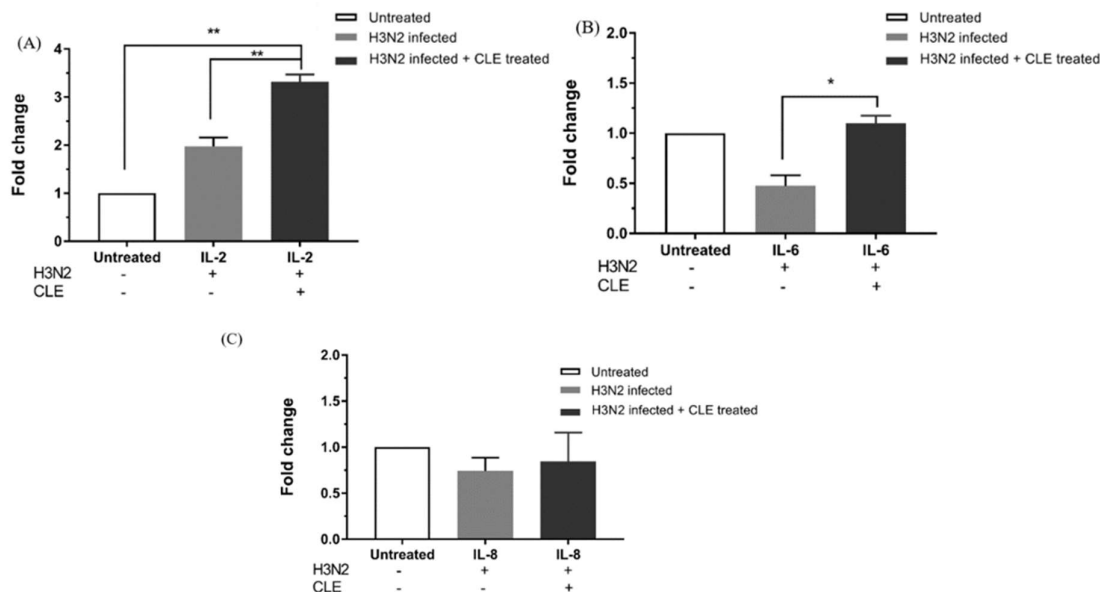 (A)
Untreated
H3N2 infected
H3N2 infected + CLE treated
**
**
Fold change
4
3
2
1
0
Untreated IL-2 IL-2
H3N2 - + +
CLE - - +
(B)
Untreated
H3N2 infected
H3N2 infected + CLE treated
*
Fold change
2.0
1.5
1.0
0.5
0.0
Untreated IL-6 IL-6
H3N2 - + +
CLE - - +
(C)
Untreated
H3N2 infected
H3N2 infected + CLE treated
Fold change
2.0
1.5
1.0
0.5
0.0
Untreated IL-8 IL-8
H3N2 - + +
CLE - - +